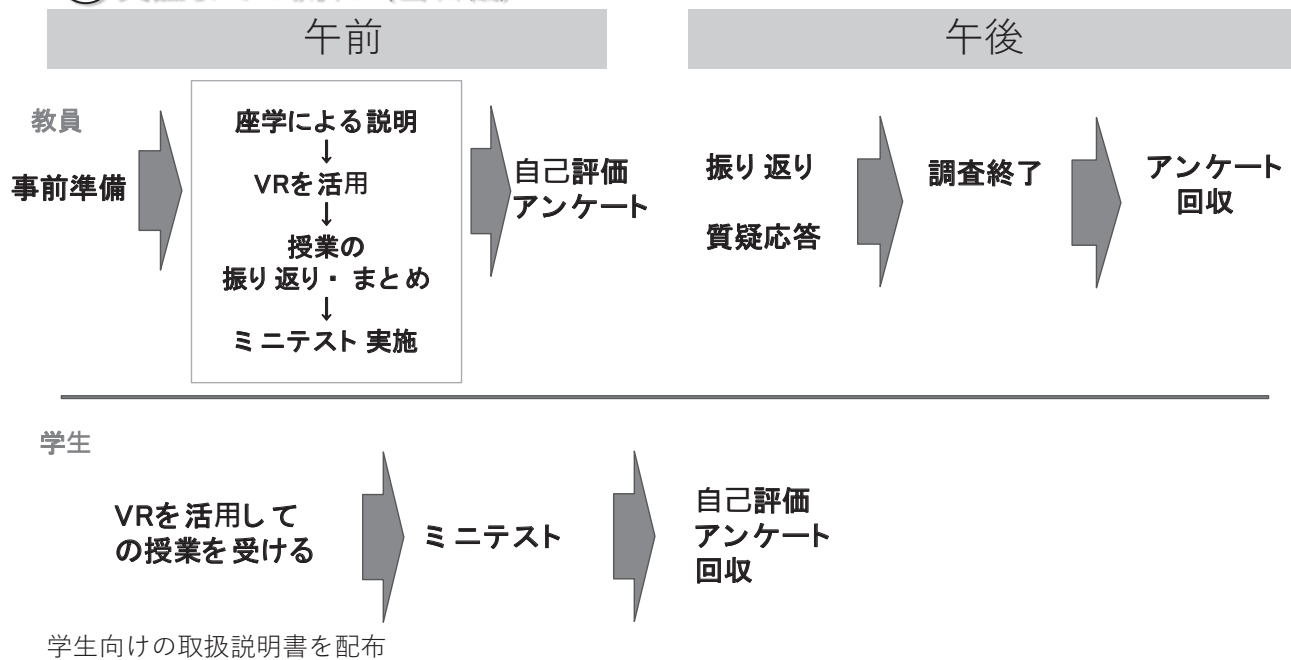 午前
午後
教員
事前準備
座学による説明
↓
VRを活用
↓
授業の
振り返り・まとめ
↓
ミニテスト実施
自己評価
アンケート
振り返り
質疑応答
調査終了
アンケート
回収
学生
VRを活用して
の授業を受ける
ミニテスト
自己評価
アンケート
回収
学生向けの取扱説明書を配布